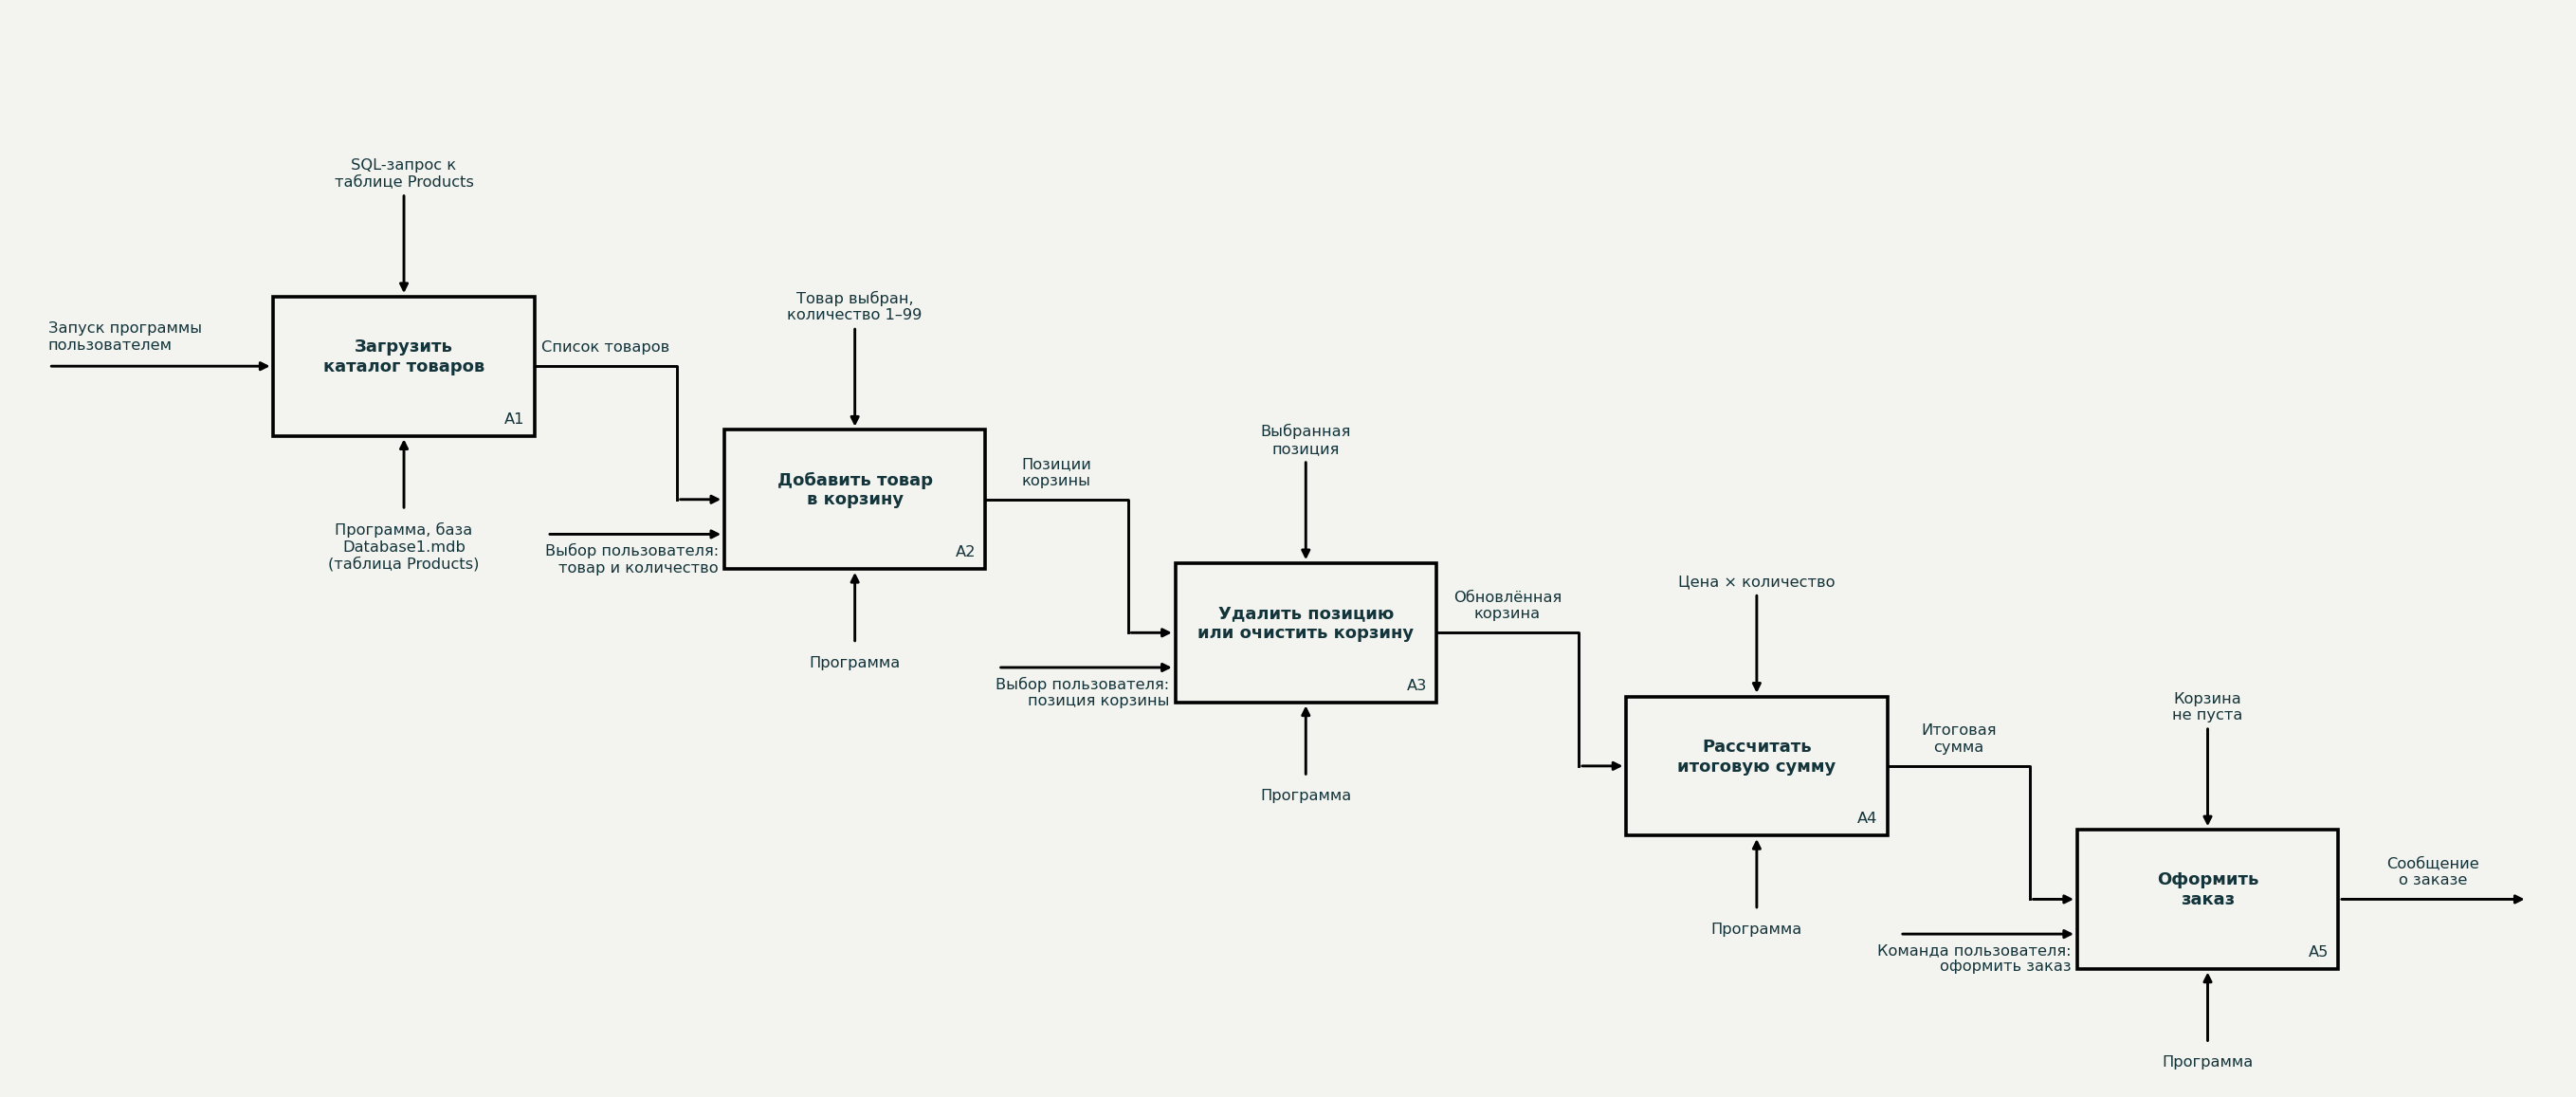 SQL-запрос к
таблице Products
Запуск программы
пользователем
Загрузить
каталог товаров
A1
Список товаров
Программа, база
Database1.mdb
(таблица Products)
Товар выбран,
количество 1–99
Добавить товар
в корзину
A2
Выбор пользователя:
товар и количество
Программа
Позиции
корзины
Выбранная
позиция
Удалить позицию
или очистить корзину
A3
Выбор пользователя:
позиция корзины
Программа
Обновлённая
корзина
Цена × количество
Рассчитать
итоговую сумму
A4
Программа
Итоговая
сумма
Корзина
не пуста
Оформить
заказ
A5
Команда пользователя:
оформить заказ
Программа
Сообщение
о заказе